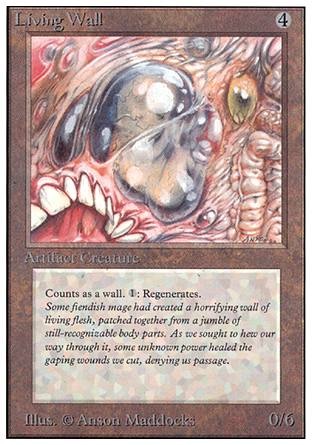 Living Wall 4
Artifact Creature
Counts as a wall. 1: Regenerates.
Some fiendish mage had created a horrifying wall of
living flesh, patched together from a jumble of
still-recognizable body parts. As we sought to hew our
way through it, some unknown power healed the
gaping wounds we cut, denying us passage.
Illus. © Anson Maddocks 0/6